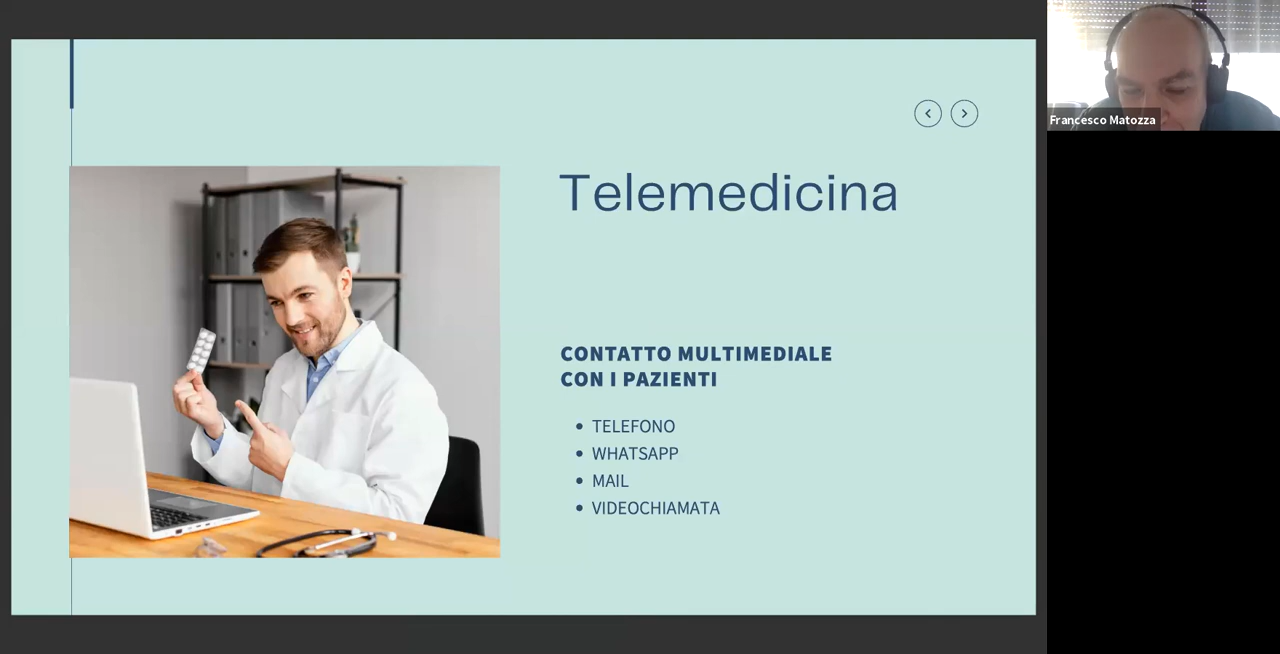 Francesco Matozza
Telemedicina
CONTATTO MULTIMEDIALE
CON I PAZIENTI
TELEFONO
WHATSAPP
MAIL
VIDEOCHIAMATA